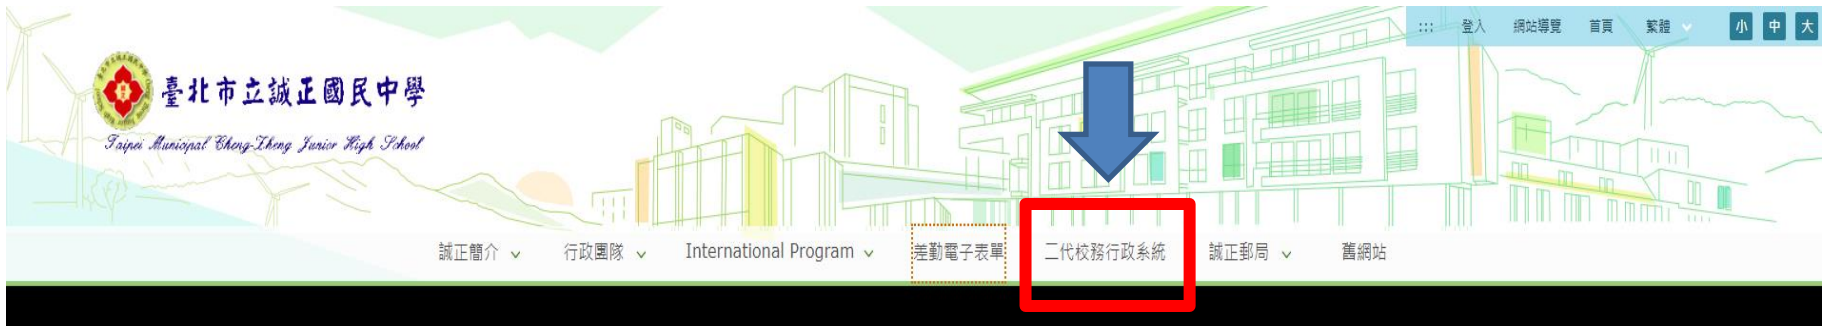 ::: 登入 網站導覽 首頁 繁體 小 中 大
臺北市立誠正國民中學
Taipei Municipal Cheng-Zheng Junior High School
誠正簡介 行政團隊 International Program 差勤電子表單 二代校務行政系統 誠正郵局 舊網站